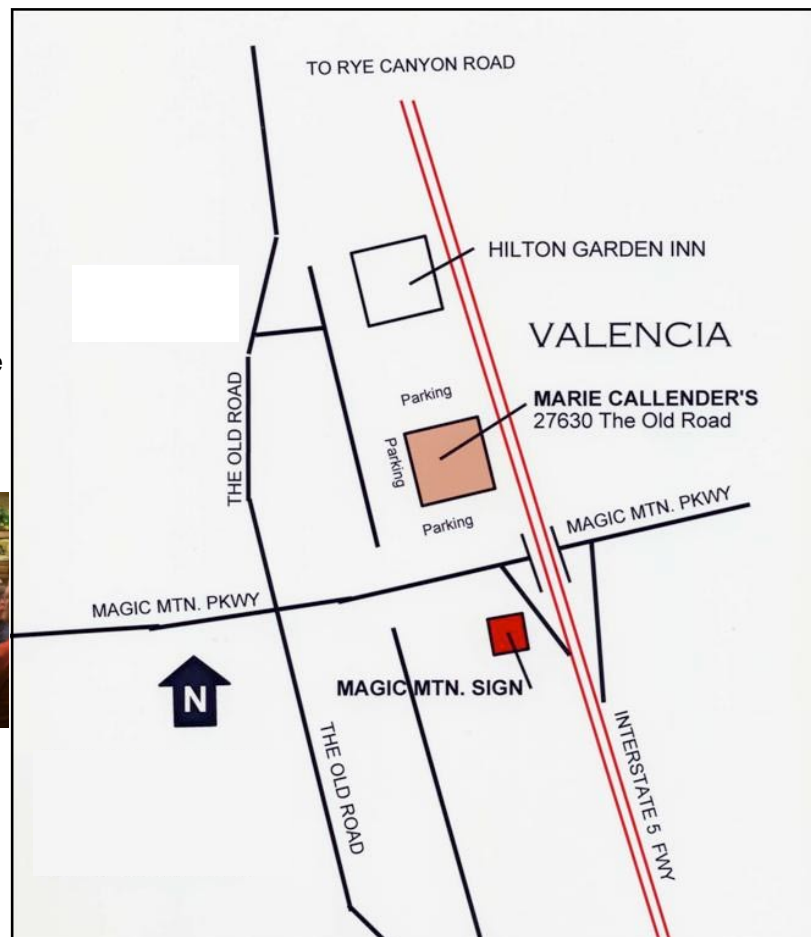 TO RYE CANYON ROAD
HILTON GARDEN INN
VALENCIA
e
Parking
MARIE CALLENDER'S
27630 The Old Road
THE OLD ROAD
Parking
Parking
MAGIC MTN. PKWY
MAGIC MTN. PKWY
N
MAGIC MTN. SIGN
THE OLD ROAD
INTERSTATE 5 FWY